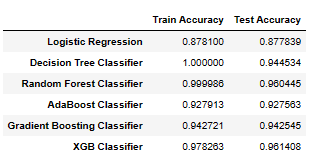 Train Accuracy Test Accuracy
Logistic Regression 0.878100 0.877839
Decision Tree Classifier 1.000000 0.944534
Random Forest Classifier 0.999986 0.960445
AdaBoost Classifier 0.927913 0.927563
Gradient Boosting Classifier 0.942721 0.942545
XGB Classifier 0.978263 0.961408